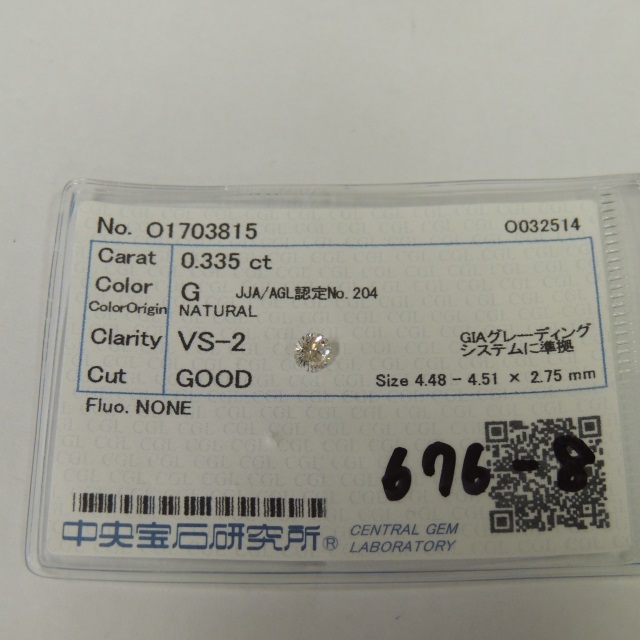 No. O1703815 O032514
Carat 0.335 ct
Color G JJA/AGL認定No.204
ColorOrigin NATURAL
Clarity VS-2 GIAグレーディング
システムに準拠
Cut GOOD Size 4.48 - 4.51 × 2.75 mm
Fluo. NONE
676-8
中央宝石研究所® CENTRAL GEM
LABORATORY